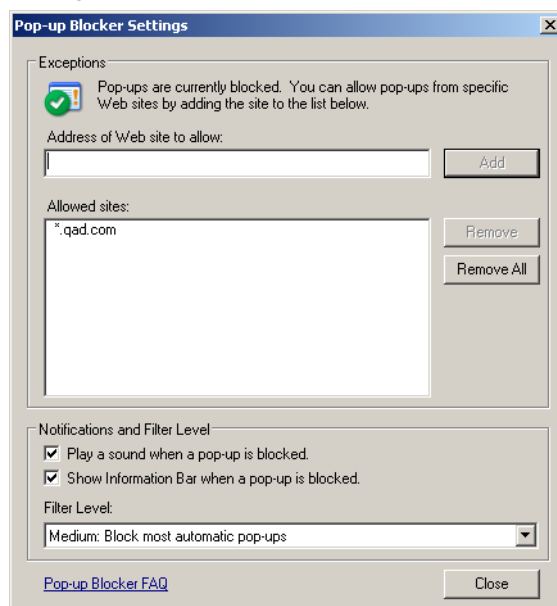 Pop-up Blocker Settings
Exceptions
Pop-ups are currently blocked. You can allow pop-ups from specific
Web sites by adding the site to the list below.
Address of Web site to allow:
Add
Allowed sites:
*.qad.com
Remove
Remove All
Notifications and Filter Level
Play a sound when a pop-up is blocked.
Show Information Bar when a pop-up is blocked.
Filter Level:
Medium: Block most automatic pop-ups
Pop-up Blocker FAQ
Close